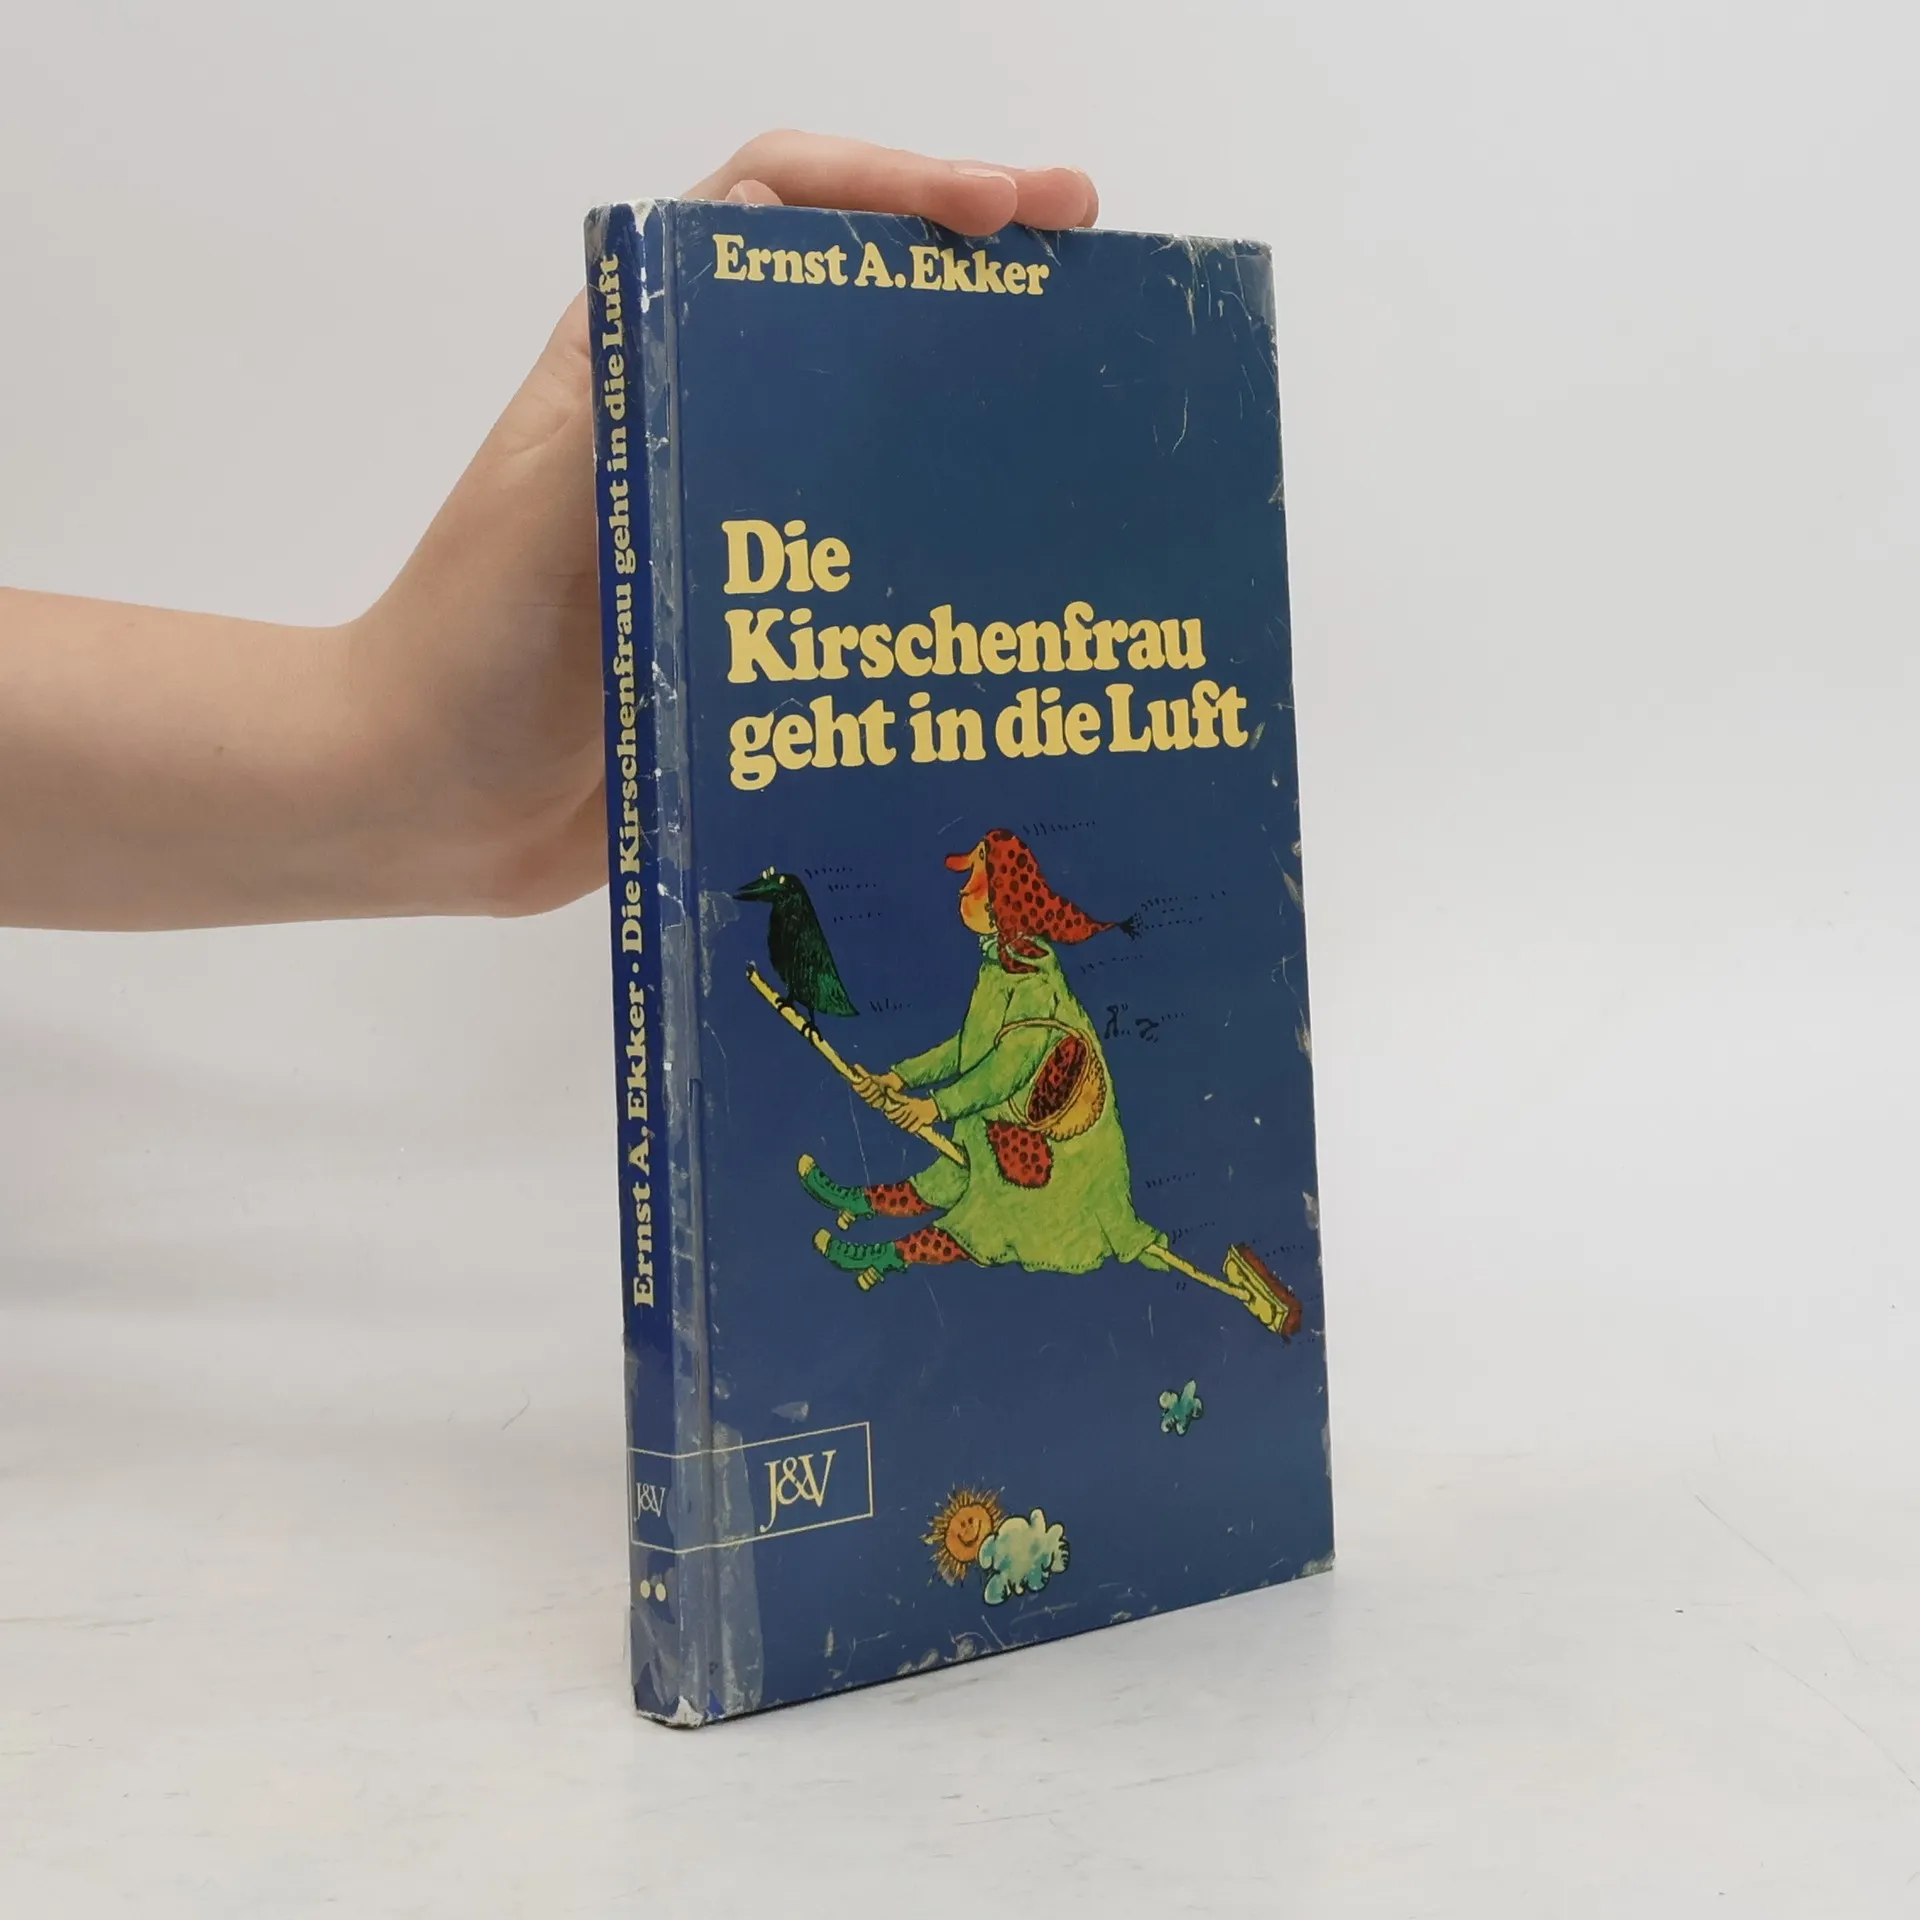 Ernst A. Ekker
Die
Kirschenfrau
geht in die Luft
J&V
Ernst A. Ekker · Die Kirschenfrau geht in die Luft
J&V